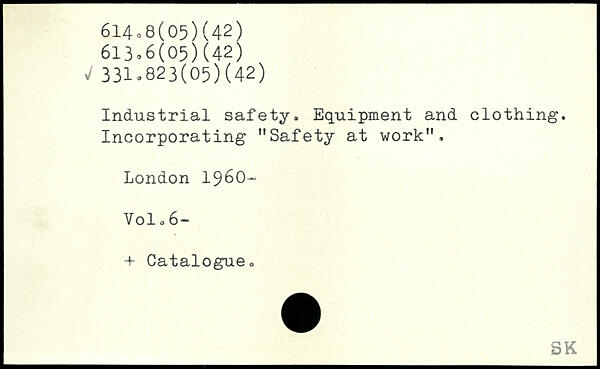 614.8(05)(42)
613.6(05)(42)
✓ 331.823(05)(42)
Industrial safety. Equipment and clothing.
Incorporating "Safety at work".
London 1960-
Vol.6-
+ Catalogue.
SK